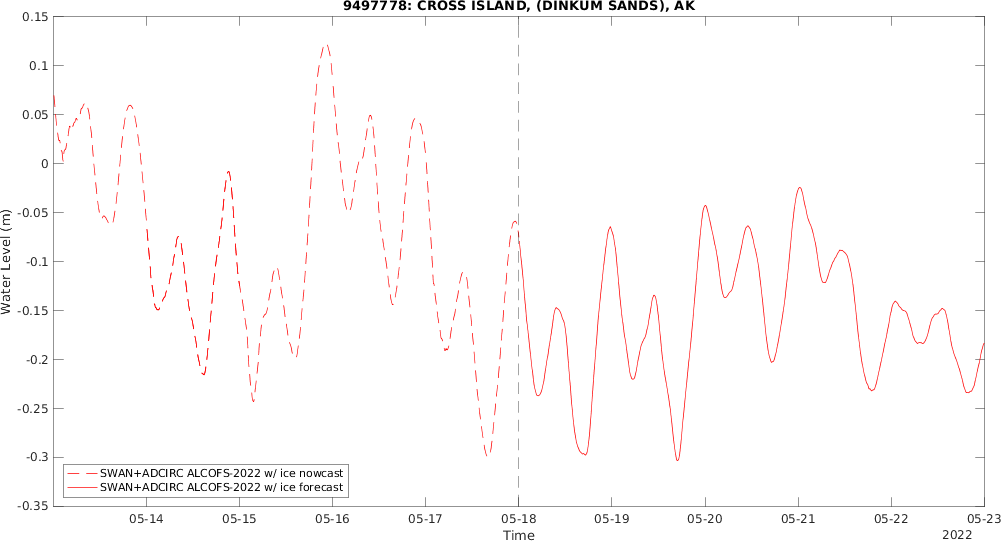 9497778: CROSS ISLAND, (DINKUM SANDS), AK
0.15
0.1
0.05
0
-0.05
-0.1
-0.15
-0.2
-0.25
-0.3
-0.35
Water Level (m)
SWAN+ADCIRC ALCOFS-2022 w/ ice nowcast
SWAN+ADCIRC ALCOFS-2022 w/ ice forecast
05-14 05-15 05-16 05-17 05-18 05-19 05-20 05-21 05-22 05-23
Time
2022